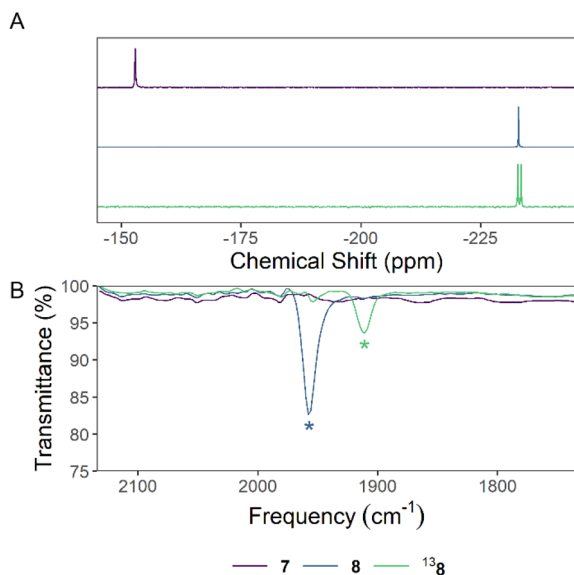 A
-150 -175 -200 -225
Chemical Shift (ppm)
B
100
95
90
85
80
75
Transmittance (%)
*
*
2100 2000 1900 1800
Frequency (cm⁻¹)
7 8 ¹³8